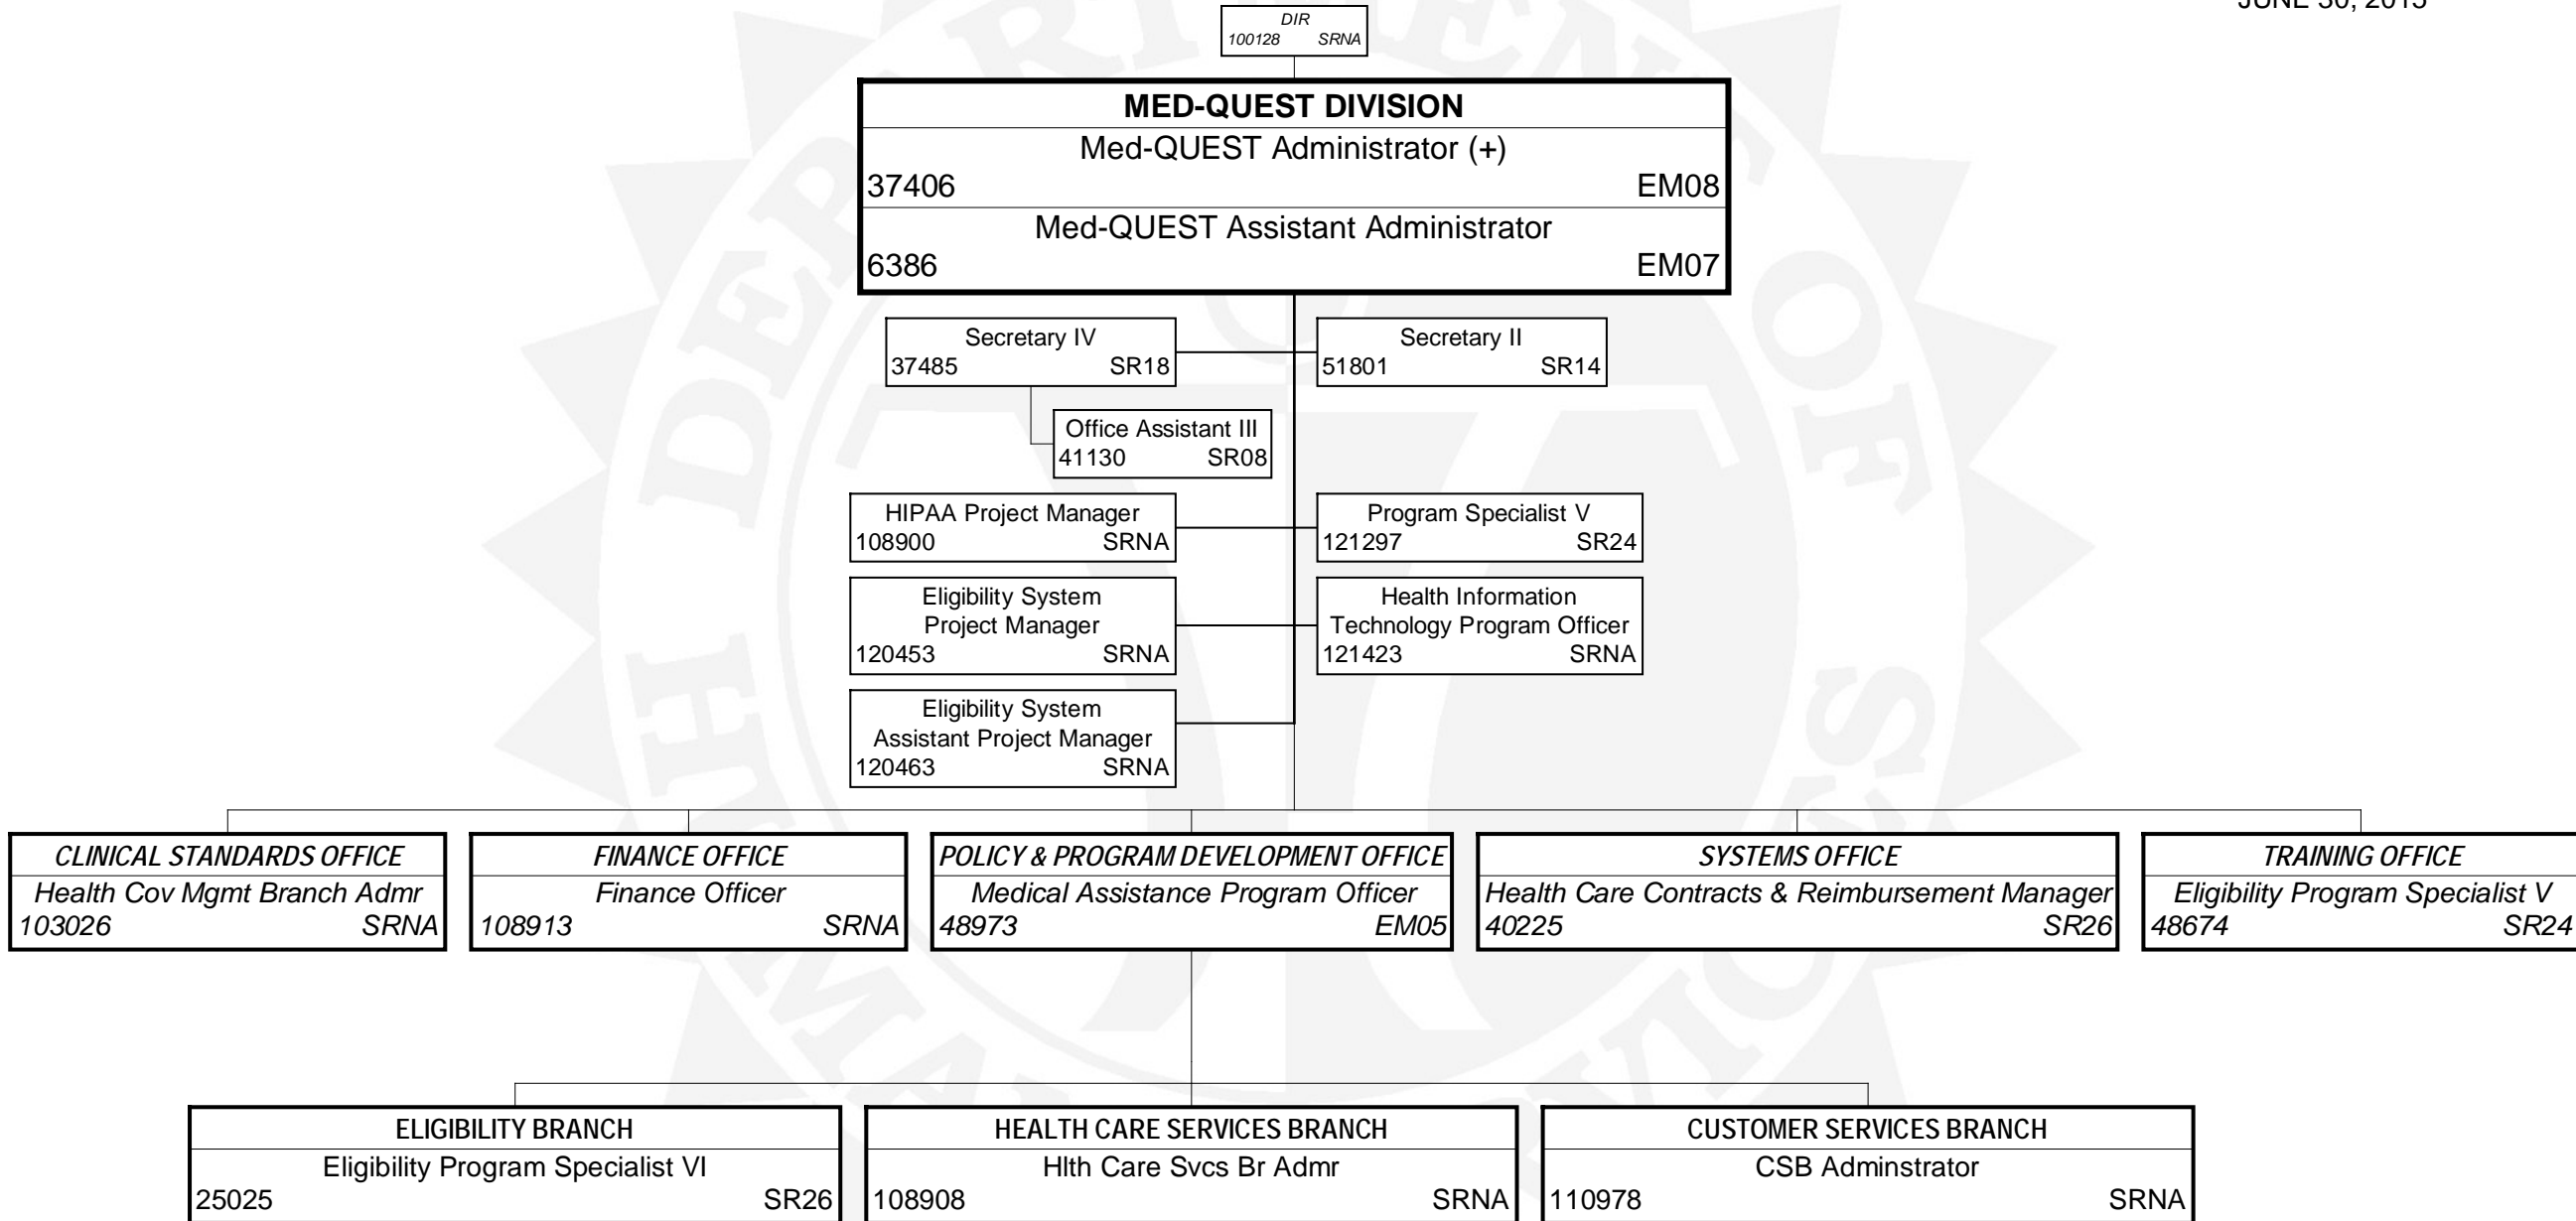 JUNE 30, 2015
DIR
100128 SRNA
MED-QUEST DIVISION
Med-QUEST Administrator (+)
37406 EM08
Med-QUEST Assistant Administrator
6386 EM07
Secretary IV
37485 SR18
Secretary II
51801 SR14
Office Assistant III
41130 SR08
HIPAA Project Manager
108900 SRNA
Program Specialist V
121297 SR24
Eligibility System
Project Manager
120453 SRNA
Health Information
Technology Program Officer
121423 SRNA
Eligibility System
Assistant Project Manager
120463 SRNA
CLINICAL STANDARDS OFFICE
Health Cov Mgmt Branch Admr
103026 SRNA
FINANCE OFFICE
Finance Officer
108913 SRNA
POLICY & PROGRAM DEVELOPMENT OFFICE
Medical Assistance Program Officer
48973 EM05
SYSTEMS OFFICE
Health Care Contracts & Reimbursement Manager
40225 SR26
TRAINING OFFICE
Eligibility Program Specialist V
48674 SR24
ELIGIBILITY BRANCH
Eligibility Program Specialist VI
25025 SR26
HEALTH CARE SERVICES BRANCH
Hlth Care Svcs Br Admr
108908 SRNA
CUSTOMER SERVICES BRANCH
CSB Adminstrator
110978 SRNA